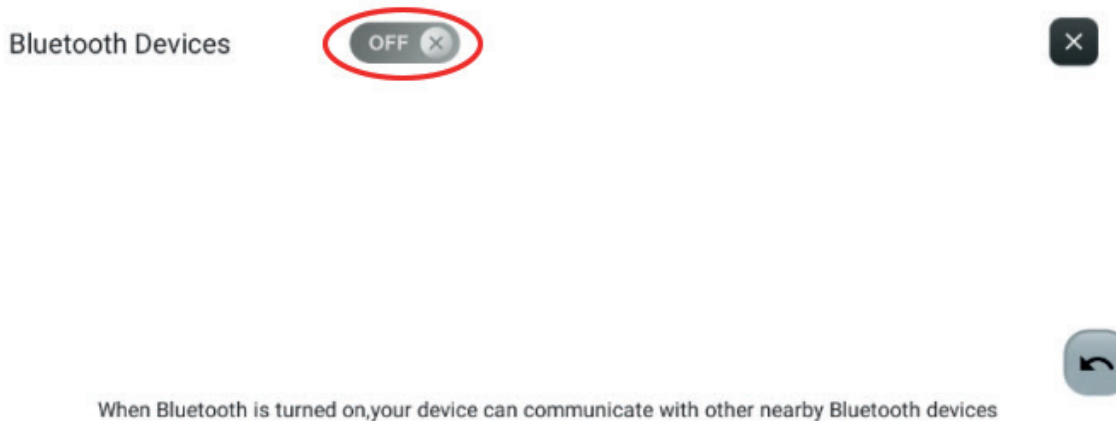 Bluetooth Devices
OFF
When Bluetooth is turned on,your device can communicate with other nearby Bluetooth devices